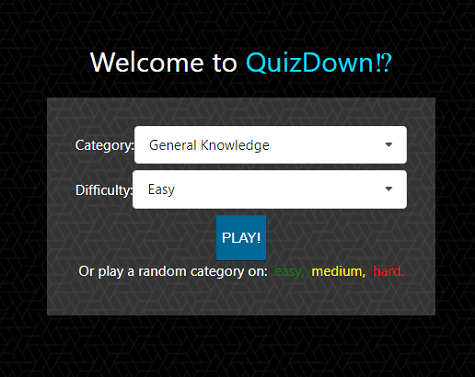 Welcome to QuizDown!?
Category: General Knowledge
Difficulty: Easy
PLAY!
Or play a random category on: easy, medium, hard.